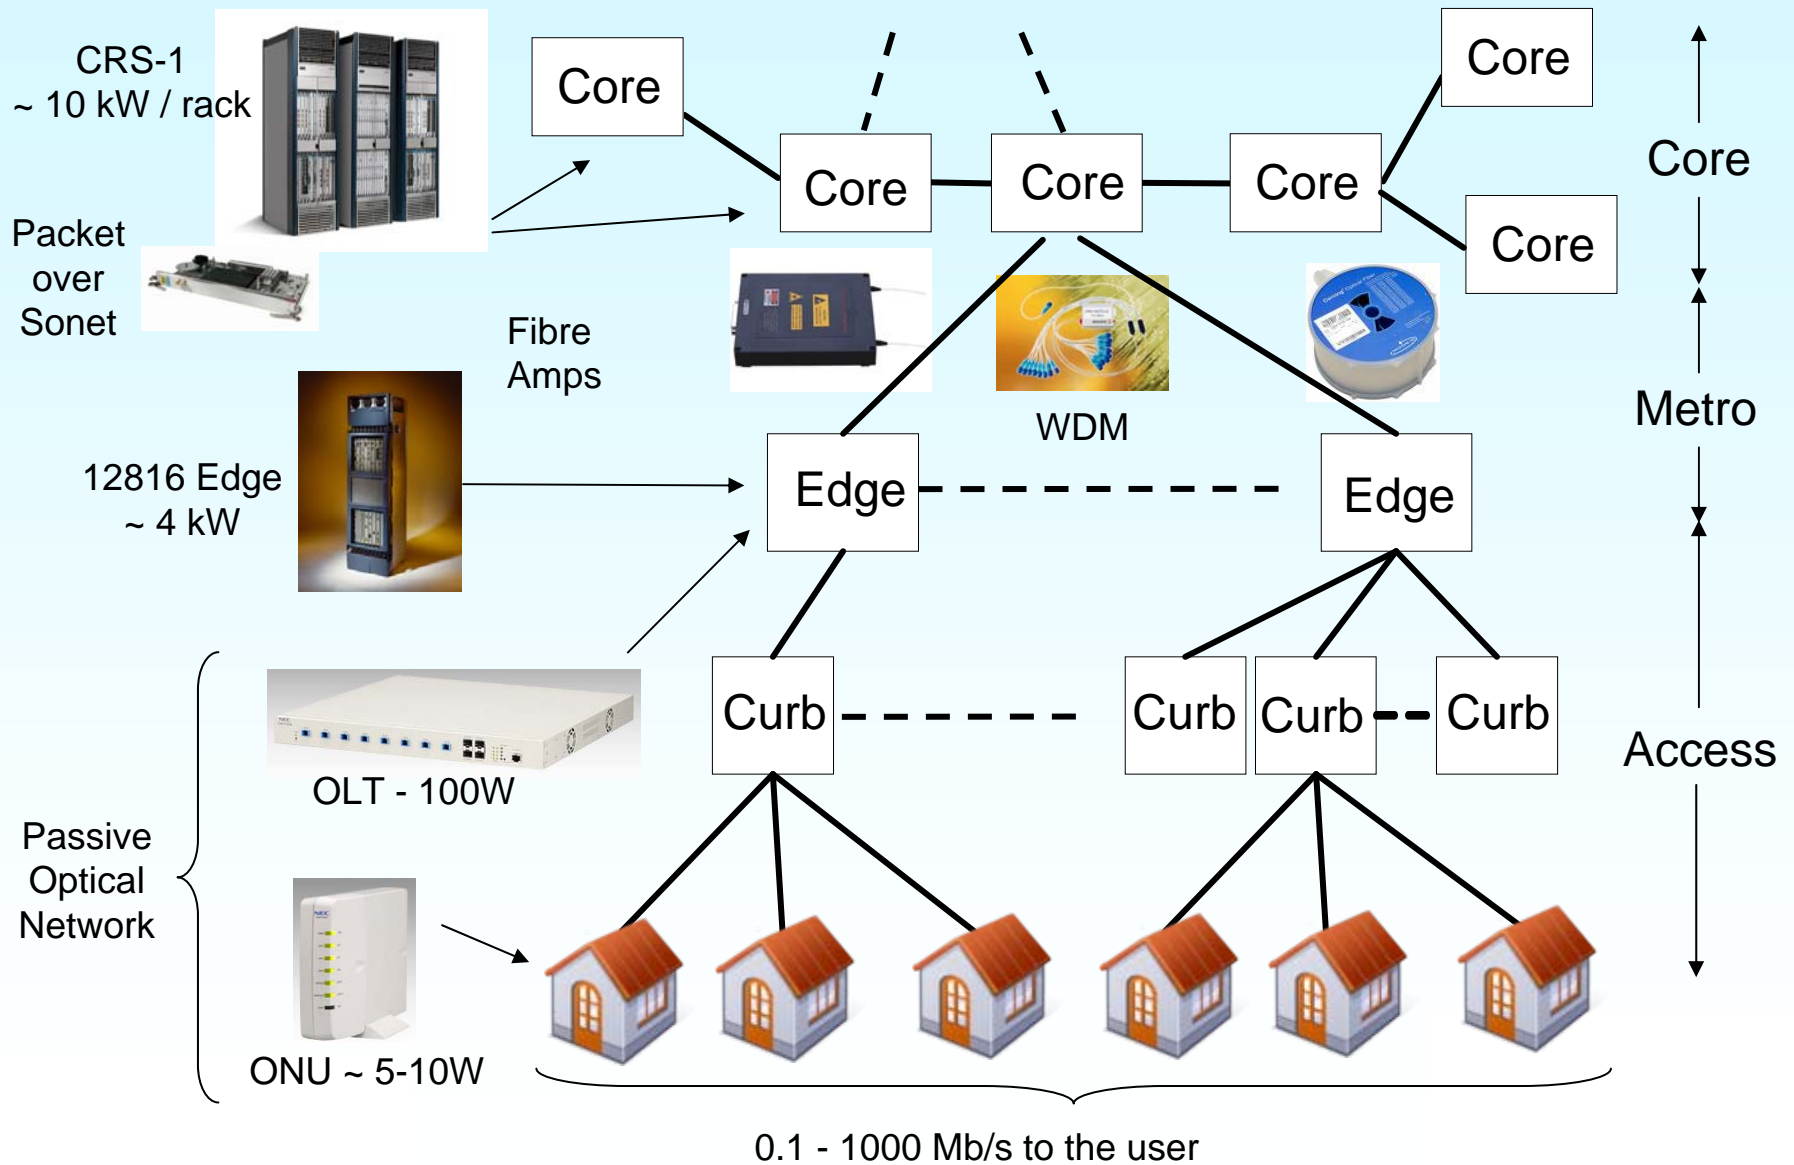 CRS-1
~ 10 kW / rack
Core
Core
Core
Core
Core
Core
Core
Packet
over
Sonet
Fibre
Amps
WDM
Metro
12816 Edge
~ 4 kW
Edge
Edge
Curb
Curb
Curb
Curb
OLT - 100W
Access
Passive
Optical
Network
NEC
ONU ~ 5-10W
0.1 - 1000 Mb/s to the user